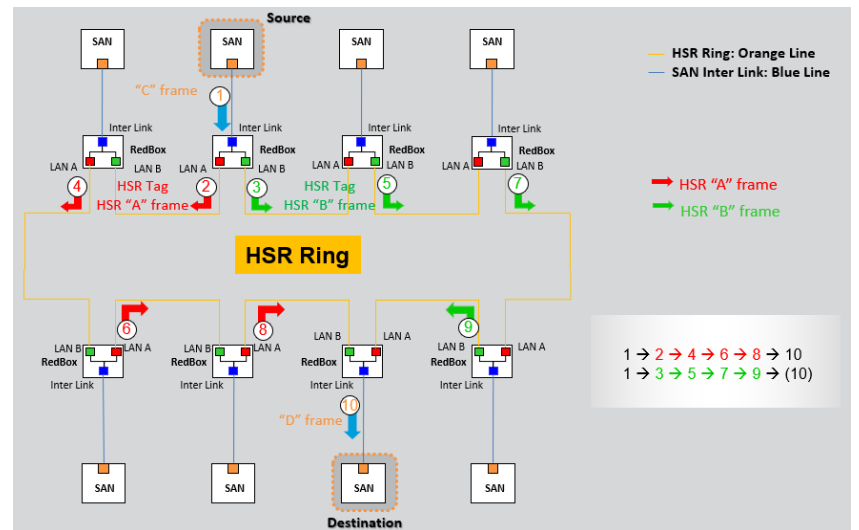 Source
SAN
SAN
SAN
SAN
HSR Ring: Orange Line
SAN Inter Link: Blue Line
"C" frame
1
Inter Link
Inter Link
Inter Link
Inter Link
RedBox
RedBox
RedBox
RedBox
LAN A
LAN B
LAN A
LAN B
LAN A
LAN B
LAN A
LAN B
4
HSR Tag
2
3
HSR Tag
5
7
HSR "A" frame
HSR "B" frame
HSR "A" frame
HSR "B" frame
HSR Ring
6
8
9
LAN B
LAN A
LAN B
LAN A
LAN B
LAN A
LAN B
LAN A
RedBox
RedBox
RedBox
RedBox
Inter Link
Inter Link
Inter Link
Inter Link
1 → 2 → 4 → 6 → 8 → 10
1 → 3 → 5 → 7 → 9 → (10)
10
"D" frame
SAN
SAN
SAN
SAN
Destination